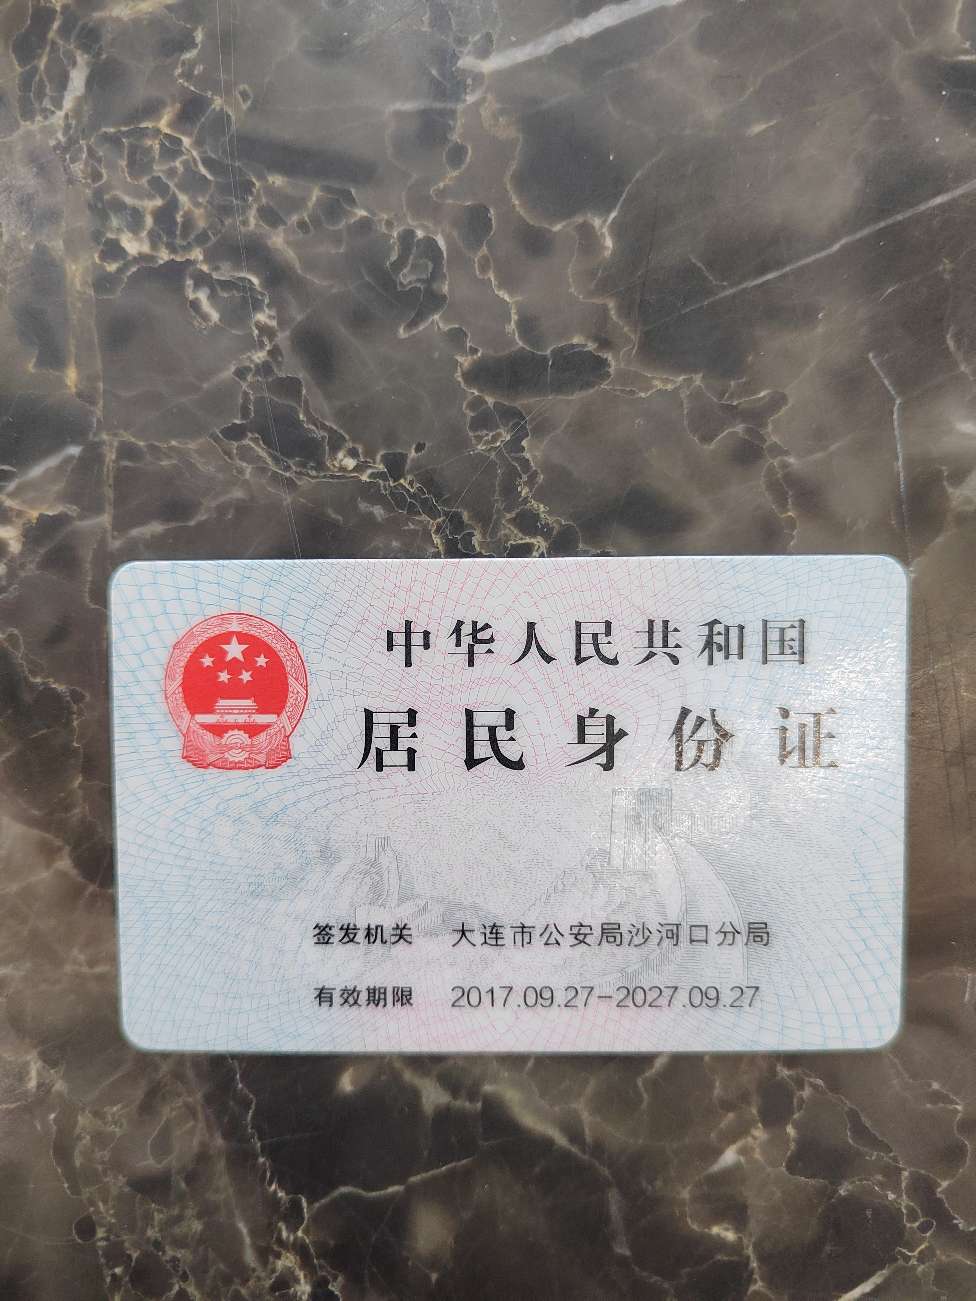 中华人民共和国
居民身份证
签发机关 大连市公安局沙河口分局
有效期限 2017.09.27-2027.09.27